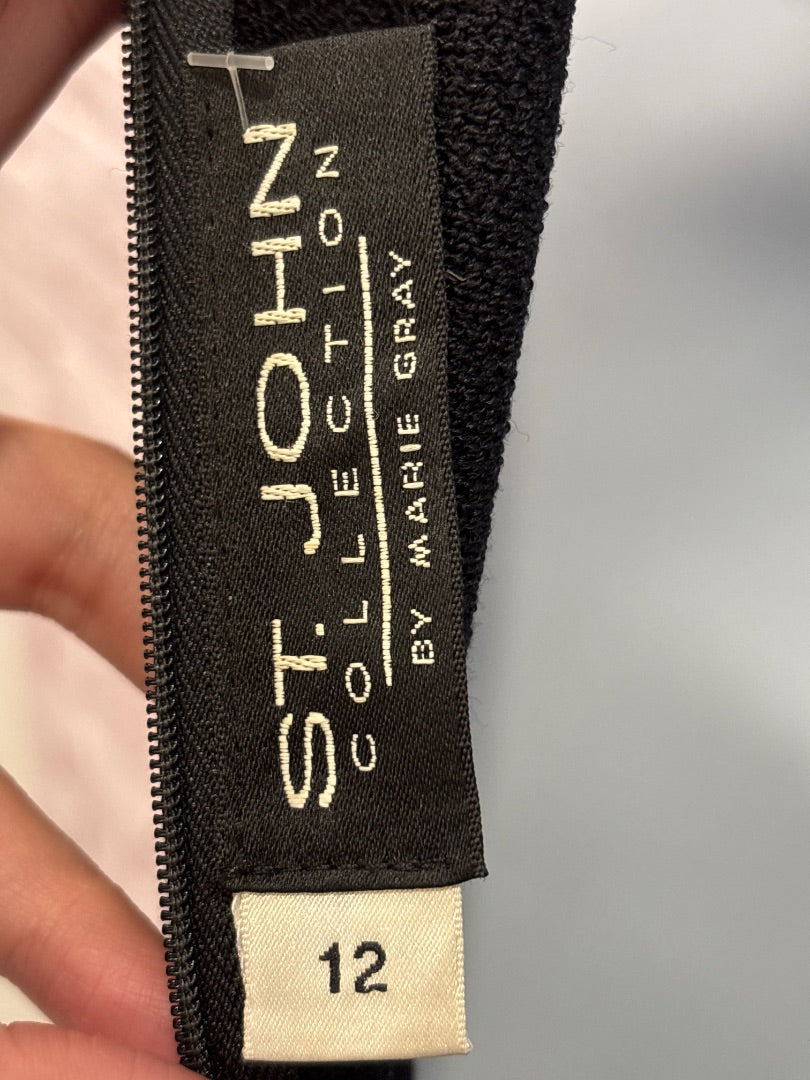 ST. JOHN
COLLECTION
BY MARIE GRAY
12